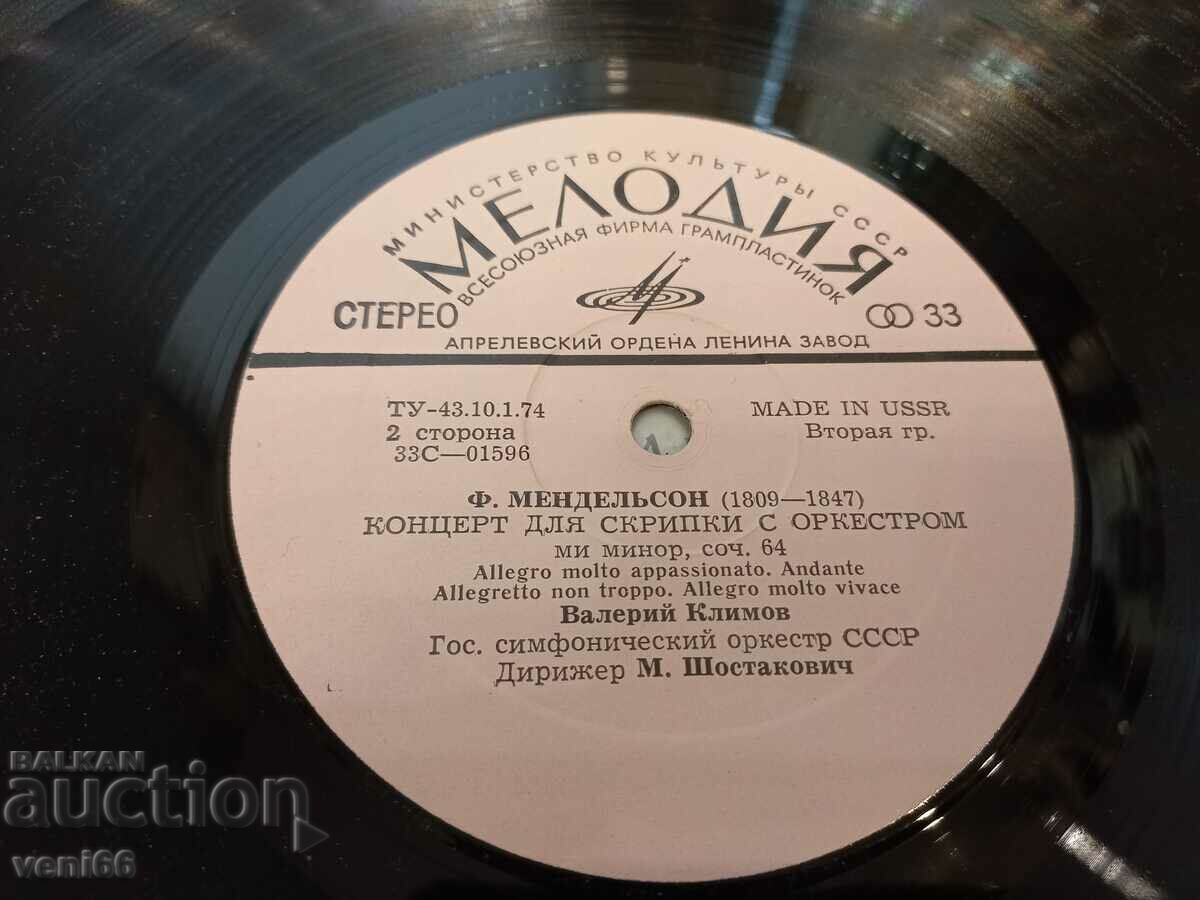 МИНИСТЕРСТВО КУЛЬТУРЫ СССР
МЕЛОДИЯ
ВСЕСОЮЗНАЯ ФИРМА ГРАМПЛАСТИНОК
СТЕРЕО
33
АПРЕЛЕВСКИЙ ОРДЕНА ЛЕНИНА ЗАВОД
ТУ-43.10.1.74
MADE IN USSR
2 сторона
Вторая гр.
33С—01596
Ф. МЕНДЕЛЬСОН (1809—1847)
КОНЦЕРТ ДЛЯ СКРИПКИ С ОРКЕСТРОМ
ми минор, соч. 64
Allegro molto appassionato. Andante
Allegretto non troppo. Allegro molto vivace
Валерий Климов
Гос. симфонический оркестр СССР
Дирижер М. Шостакович
BALKAN
auction
veni66